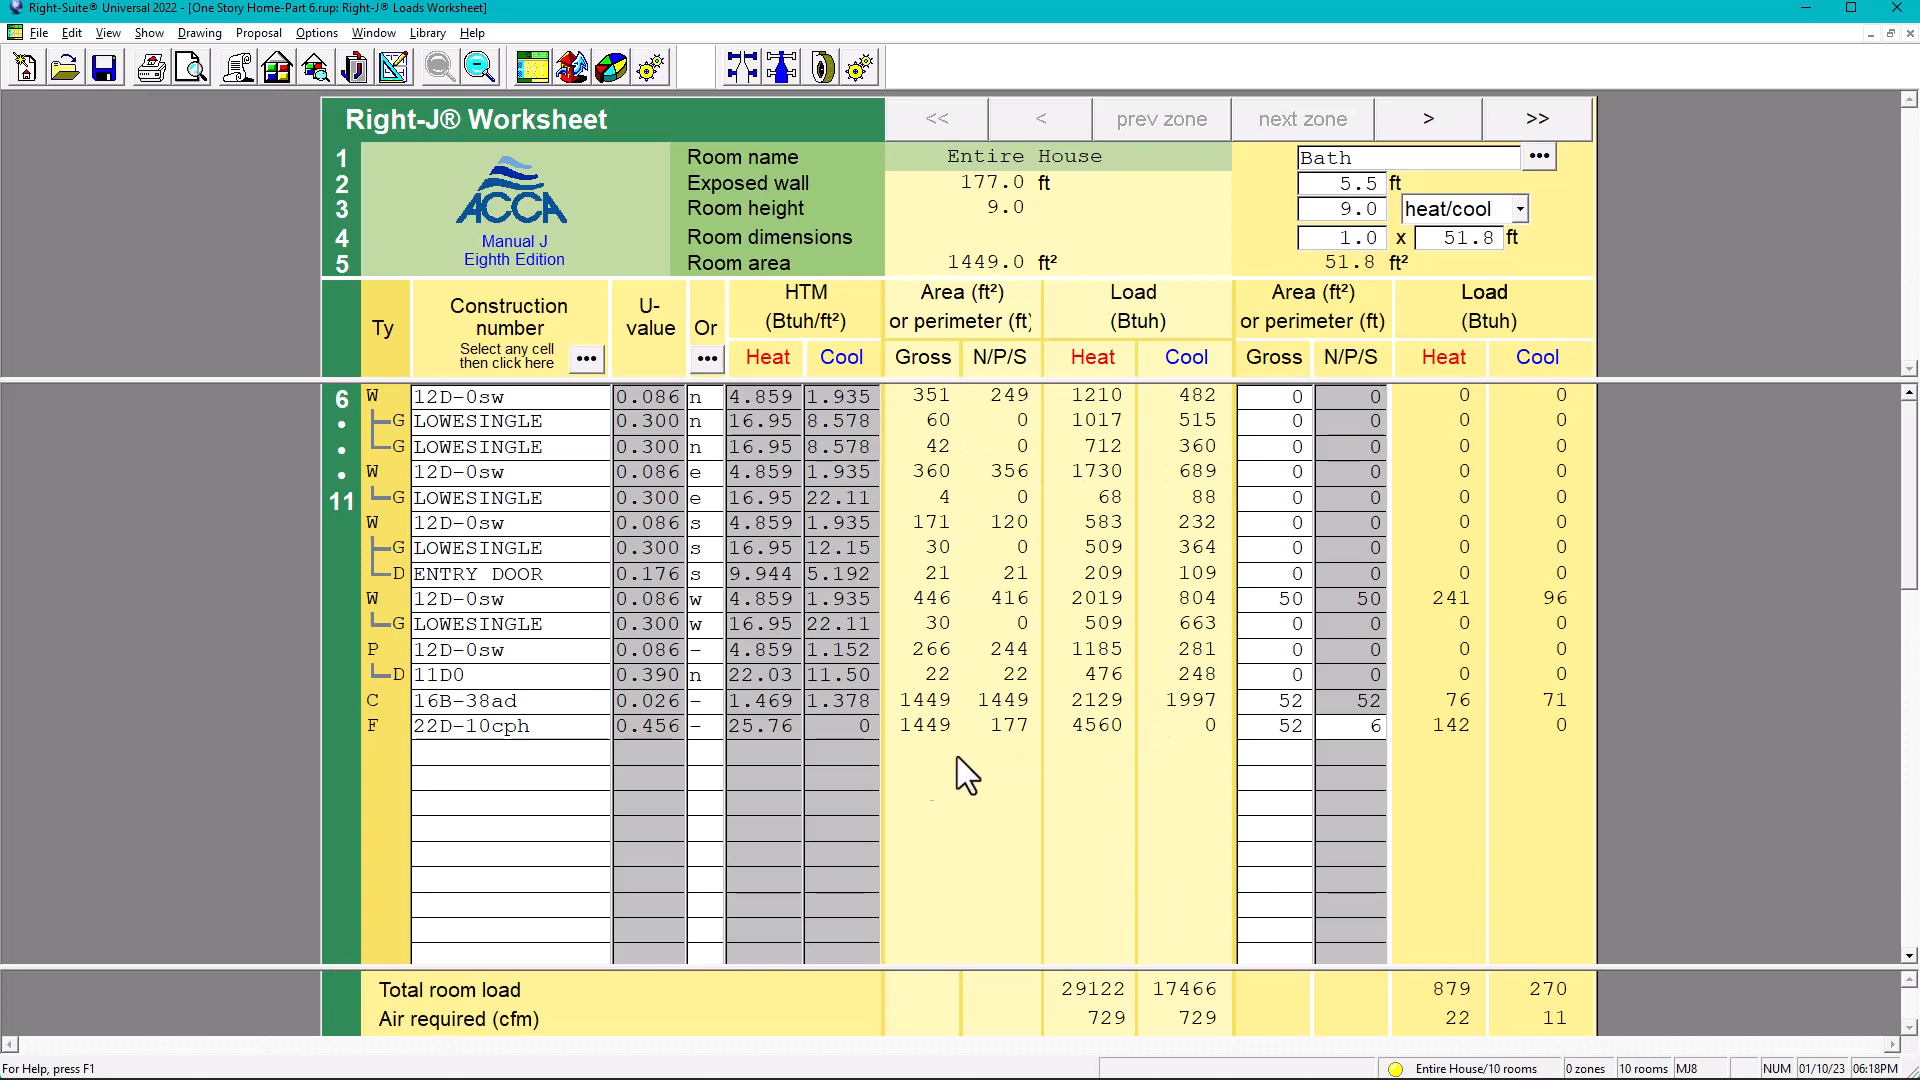 Right-Suite® Universal 2022 - [One Story Home-Part 6.rup: Right-J® Loads Worksheet]
File Edit View Show Drawing Proposal Options Window Library Help
Right-J® Worksheet << < prev zone next zone > >>
1 Room name Entire House Bath •••
2 Exposed wall 177.0 ft 5.5 ft
3 Room height 9.0 9.0 heat/cool
4 Room dimensions 1.0 x 51.8 ft
5 Room area 1449.0 ft² 51.8 ft²
ACCA
Manual J
Eighth Edition
Ty Construction number U-value Or HTM Area (ft²) Load Area (ft²) Load
Select any cell
then click here ••• ••• (Btuh/ft²) or perimeter (ft) (Btuh) or perimeter (ft) (Btuh)
Heat Cool Gross N/P/S Heat Cool Gross N/P/S Heat Cool
6 W 12D-0sw 0.086 n 4.859 1.935 351 249 1210 482 0 0 0 0
• G LOWESINGLE 0.300 n 16.95 8.578 60 0 1017 515 0 0 0 0
• G LOWESINGLE 0.300 n 16.95 8.578 42 0 712 360 0 0 0 0
• W 12D-0sw 0.086 e 4.859 1.935 360 356 1730 689 0 0 0 0
11 G LOWESINGLE 0.300 e 16.95 22.11 4 0 68 88 0 0 0 0
W 12D-0sw 0.086 s 4.859 1.935 171 120 583 232 0 0 0 0
G LOWESINGLE 0.300 s 16.95 12.15 30 0 509 364 0 0 0 0
D ENTRY DOOR 0.176 s 9.944 5.192 21 21 209 109 0 0 0 0
W 12D-0sw 0.086 w 4.859 1.935 446 416 2019 804 50 50 241 96
G LOWESINGLE 0.300 w 16.95 22.11 30 0 509 663 0 0 0 0
P 12D-0sw 0.086 - 4.859 1.152 266 244 1185 281 0 0 0 0
D 11D0 0.390 n 22.03 11.50 22 22 476 248 0 0 0 0
C 16B-38ad 0.026 - 1.469 1.378 1449 1449 2129 1997 52 52 76 71
F 22D-10cph 0.456 - 25.76 0 1449 177 4560 0 52 6 142 0
Total room load 29122 17466 879 270
Air required (cfm) 729 729 22 11
For Help, press F1 Entire House/10 rooms 0 zones 10 rooms MJ8 NUM 01/10/23 06:18PM